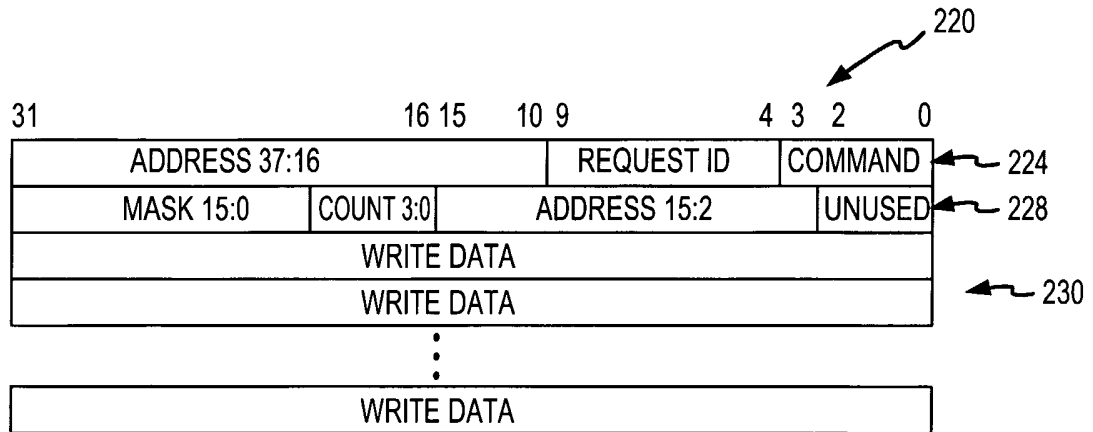 220
31 16 15 10 9 4 3 2 0
ADDRESS 37:16 REQUEST ID COMMAND 224
MASK 15:0 COUNT 3:0 ADDRESS 15:2 UNUSED 228
WRITE DATA
WRITE DATA
230
WRITE DATA